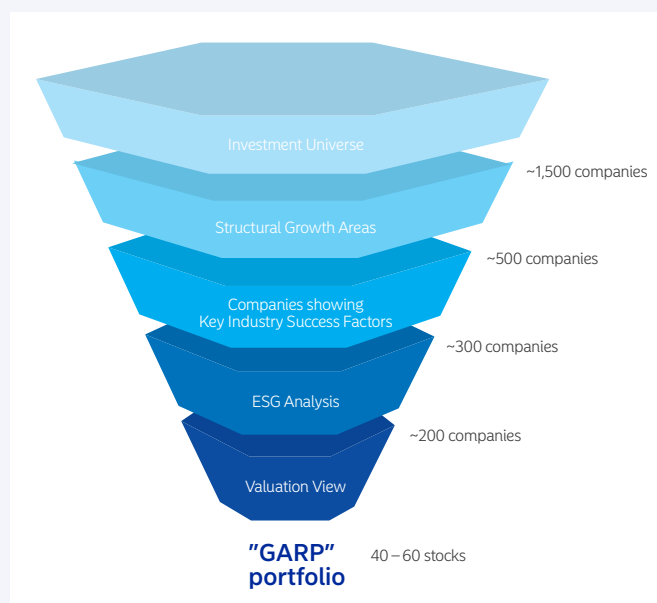 Investment Universe
~1,500 companies
Structural Growth Areas
~500 companies
Companies showing
Key Industry Success Factors
~300 companies
ESG Analysis
~200 companies
Valuation View
”GARP”
portfolio
40 – 60 stocks